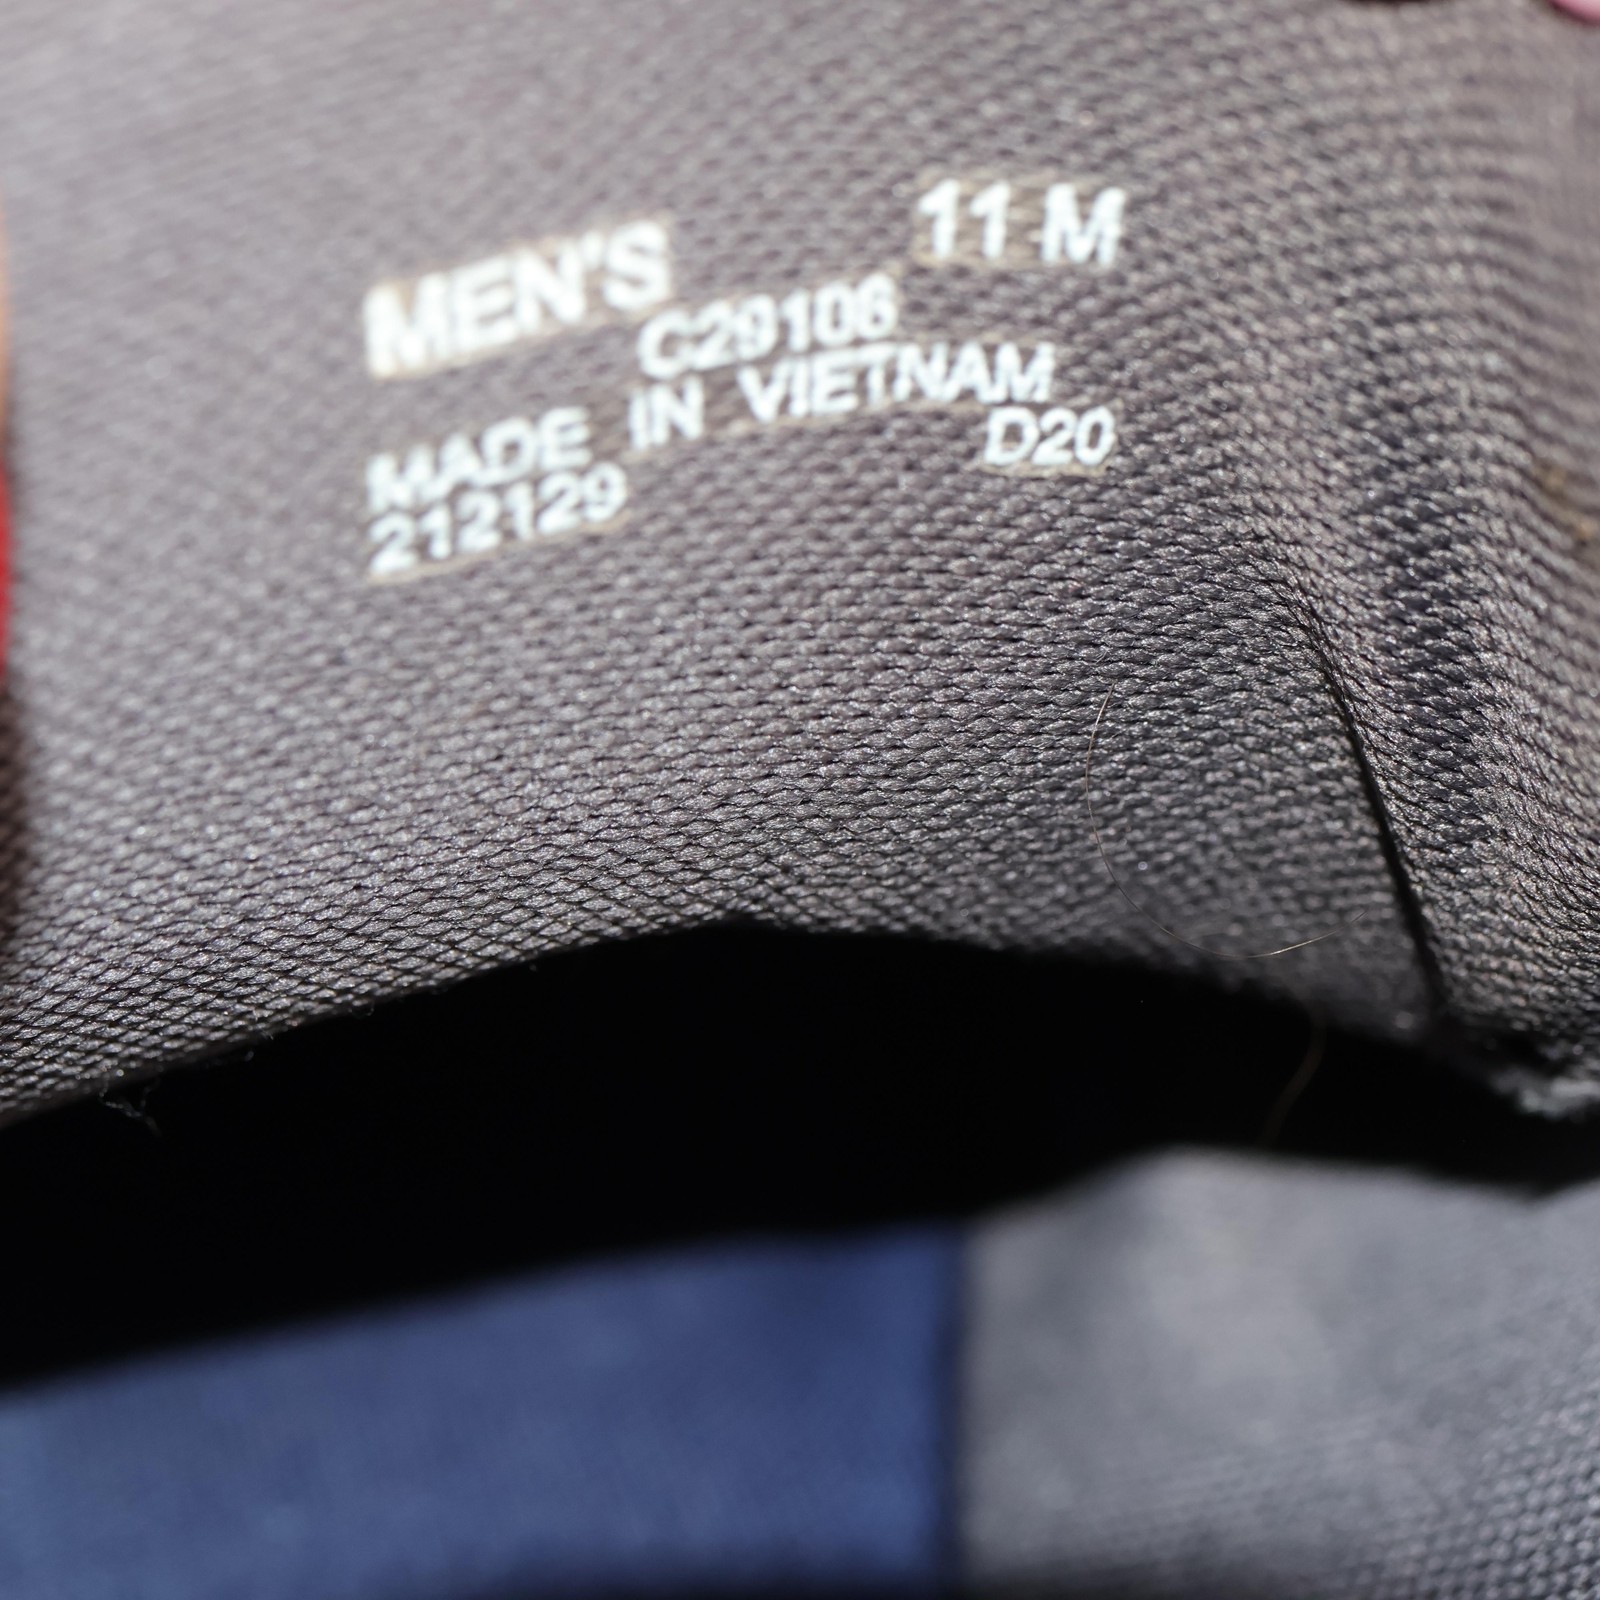 MEN'S 11 M
C29106
MADE IN VIETNAM
212129 D20